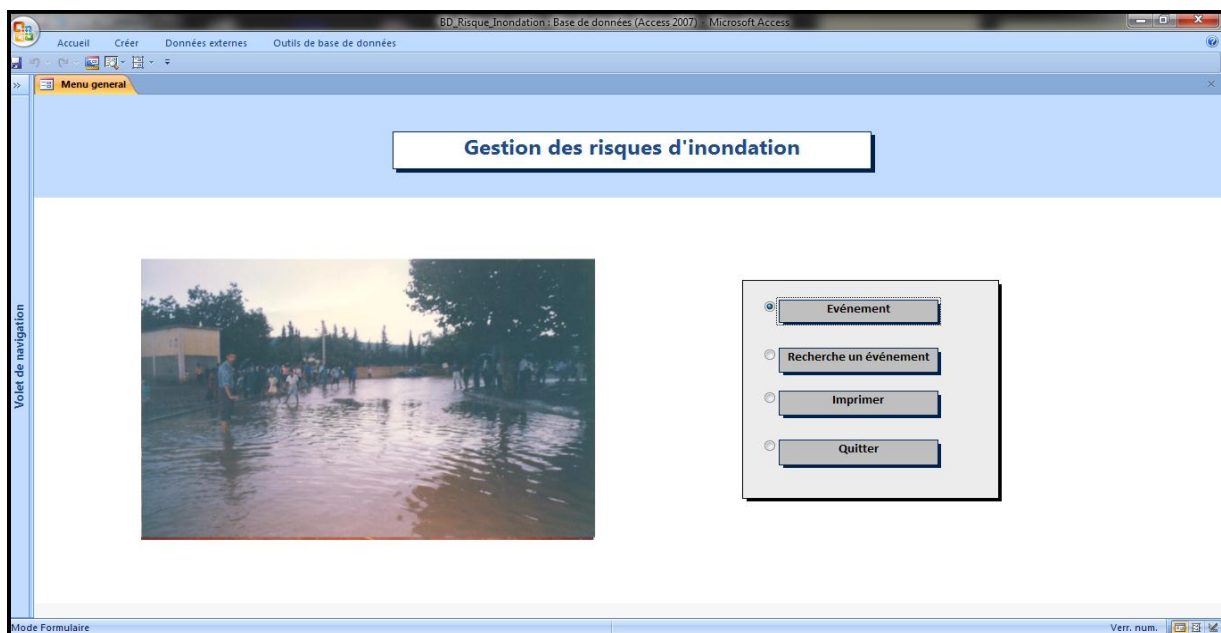 BD_Risque_Inondation : Base de données (Access 2007) - Microsoft Access
Accueil Créer Données externes Outils de base de données
Menu general
Gestion des risques d'inondation
Volet de navigation
Evénement
Recherche un événement
Imprimer
Quitter
Mode Formulaire Verr. num.